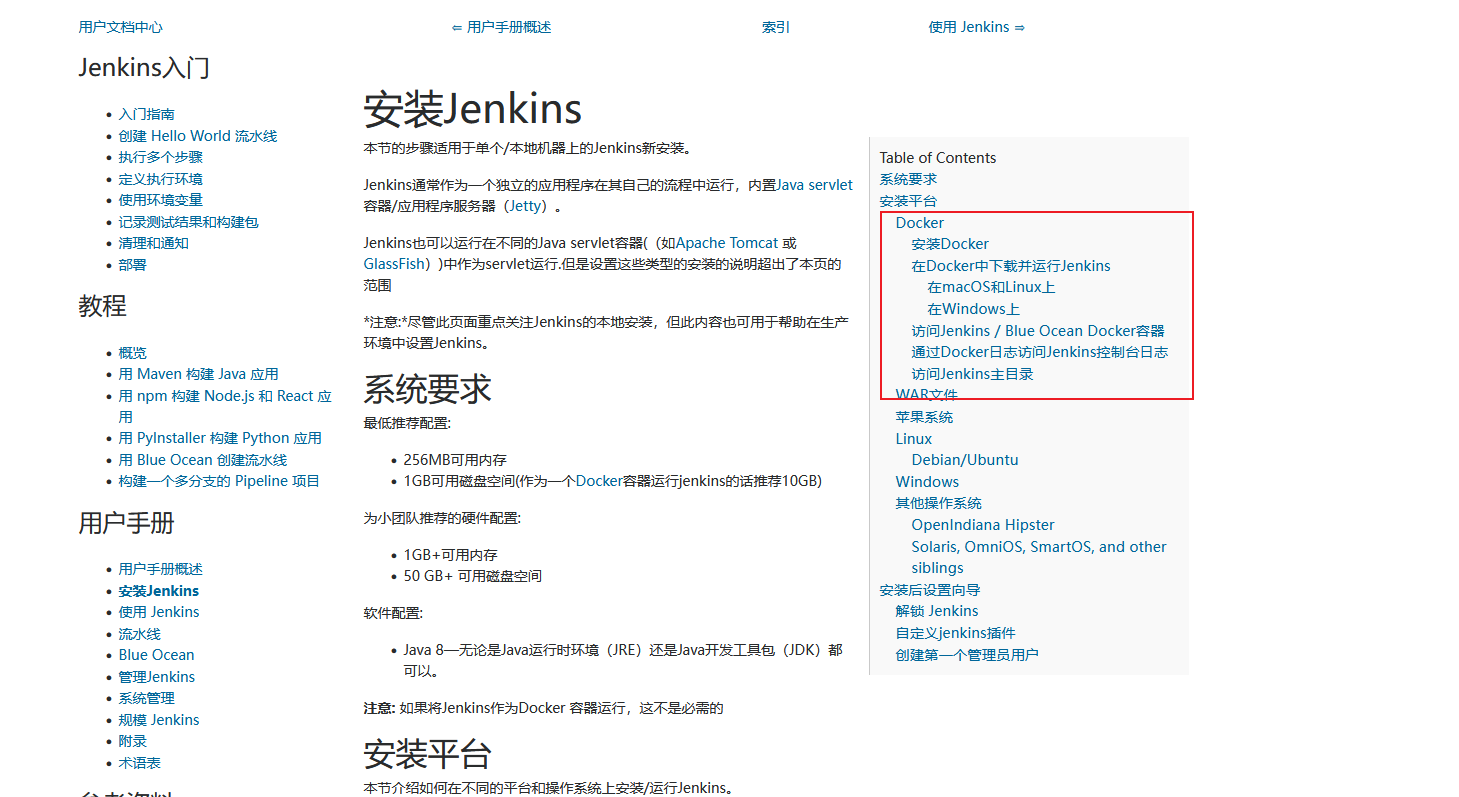 用户文档中心
⇐ 用户手册概述
索引
使用 Jenkins ⇒
Jenkins入门
入门指南
创建 Hello World 流水线
执行多个步骤
定义执行环境
使用环境变量
记录测试结果和构建包
清理和通知
部署
教程
概览
用 Maven 构建 Java 应用
用 npm 构建 Node.js 和 React 应
用
用 PyInstaller 构建 Python 应用
用 Blue Ocean 创建流水线
构建一个多分支的 Pipeline 项目
用户手册
用户手册概述
安装Jenkins
使用 Jenkins
流水线
Blue Ocean
管理Jenkins
系统管理
规模 Jenkins
附录
术语表
参考资料
安装Jenkins
本节的步骤适用于单个/本地机器上的Jenkins新安装。
Jenkins通常作为一个独立的应用程序在其自己的流程中运行，内置Java servlet
容器/应用程序服务器（Jetty）。
Jenkins也可以运行在不同的Java servlet容器(（如Apache Tomcat 或
GlassFish）)中作为servlet运行.但是设置这些类型的安装的说明超出了本页的
范围
*注意:*尽管此页面重点关注Jenkins的本地安装，但此内容也可用于帮助在生产
环境中设置Jenkins。
系统要求
最低推荐配置:
256MB可用内存
1GB可用磁盘空间(作为一个Docker容器运行jenkins的话推荐10GB)
为小团队推荐的硬件配置:
1GB+可用内存
50 GB+ 可用磁盘空间
软件配置:
Java 8—无论是Java运行时环境（JRE）还是Java开发工具包（JDK）都
可以。
注意: 如果将Jenkins作为Docker 容器运行，这不是必需的
安装平台
本节介绍如何在不同的平台和操作系统上安装/运行Jenkins。
Table of Contents
系统要求
安装平台
Docker
安装Docker
在Docker中下载并运行Jenkins
在macOS和Linux上
在Windows上
访问Jenkins / Blue Ocean Docker容器
通过Docker日志访问Jenkins控制台日志
访问Jenkins主目录
WAR文件
苹果系统
Linux
Debian/Ubuntu
Windows
其他操作系统
OpenIndiana Hipster
Solaris, OmniOS, SmartOS, and other
siblings
安装后设置向导
解锁 Jenkins
自定义jenkins插件
创建第一个管理员用户